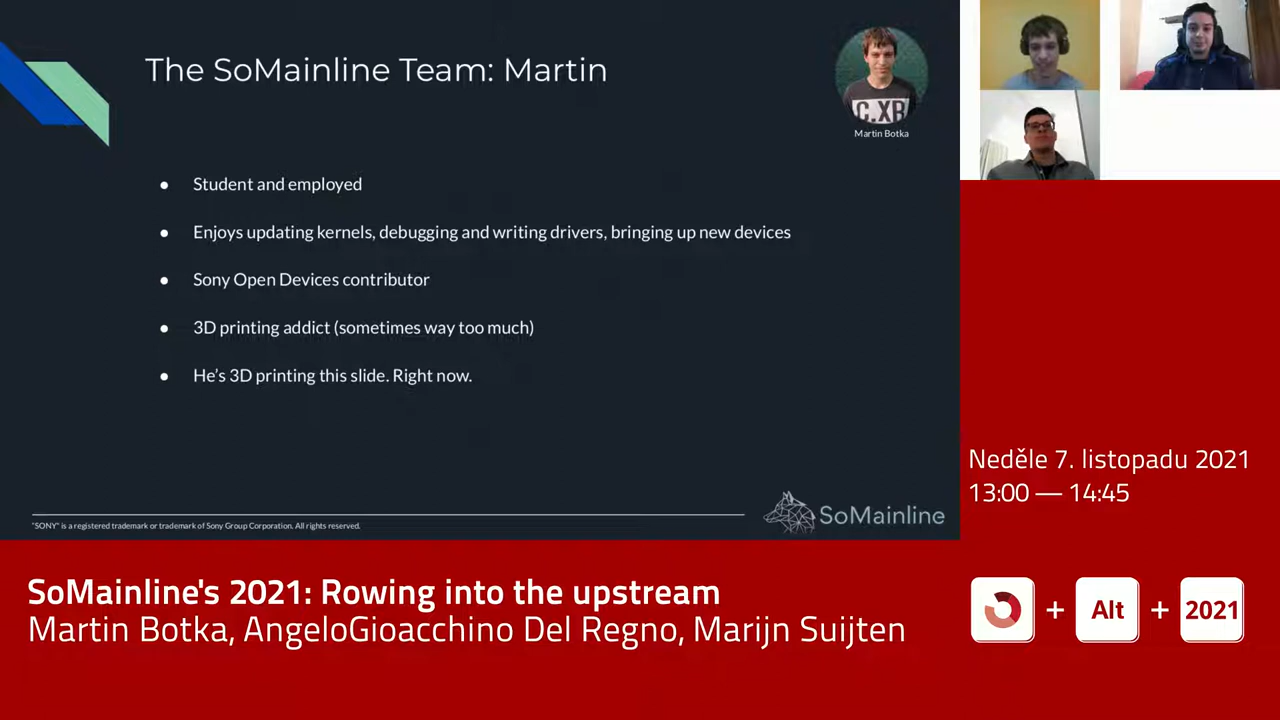 The SoMainline Team: Martin
C.XR
Martin Botka
● Student and employed
● Enjoys updating kernels, debugging and writing drivers, bringing up new devices
● Sony Open Devices contributor
● 3D printing addict (sometimes way too much)
● He's 3D printing this slide. Right now.
"SONY" is a registered trademark or trademark of Sony Group Corporation. All rights reserved.
SoMainline
Neděle 7. listopadu 2021
13:00 — 14:45
SoMainline's 2021: Rowing into the upstream
Martin Botka, AngeloGioacchino Del Regno, Marijn Suijten
+ Alt + 2021